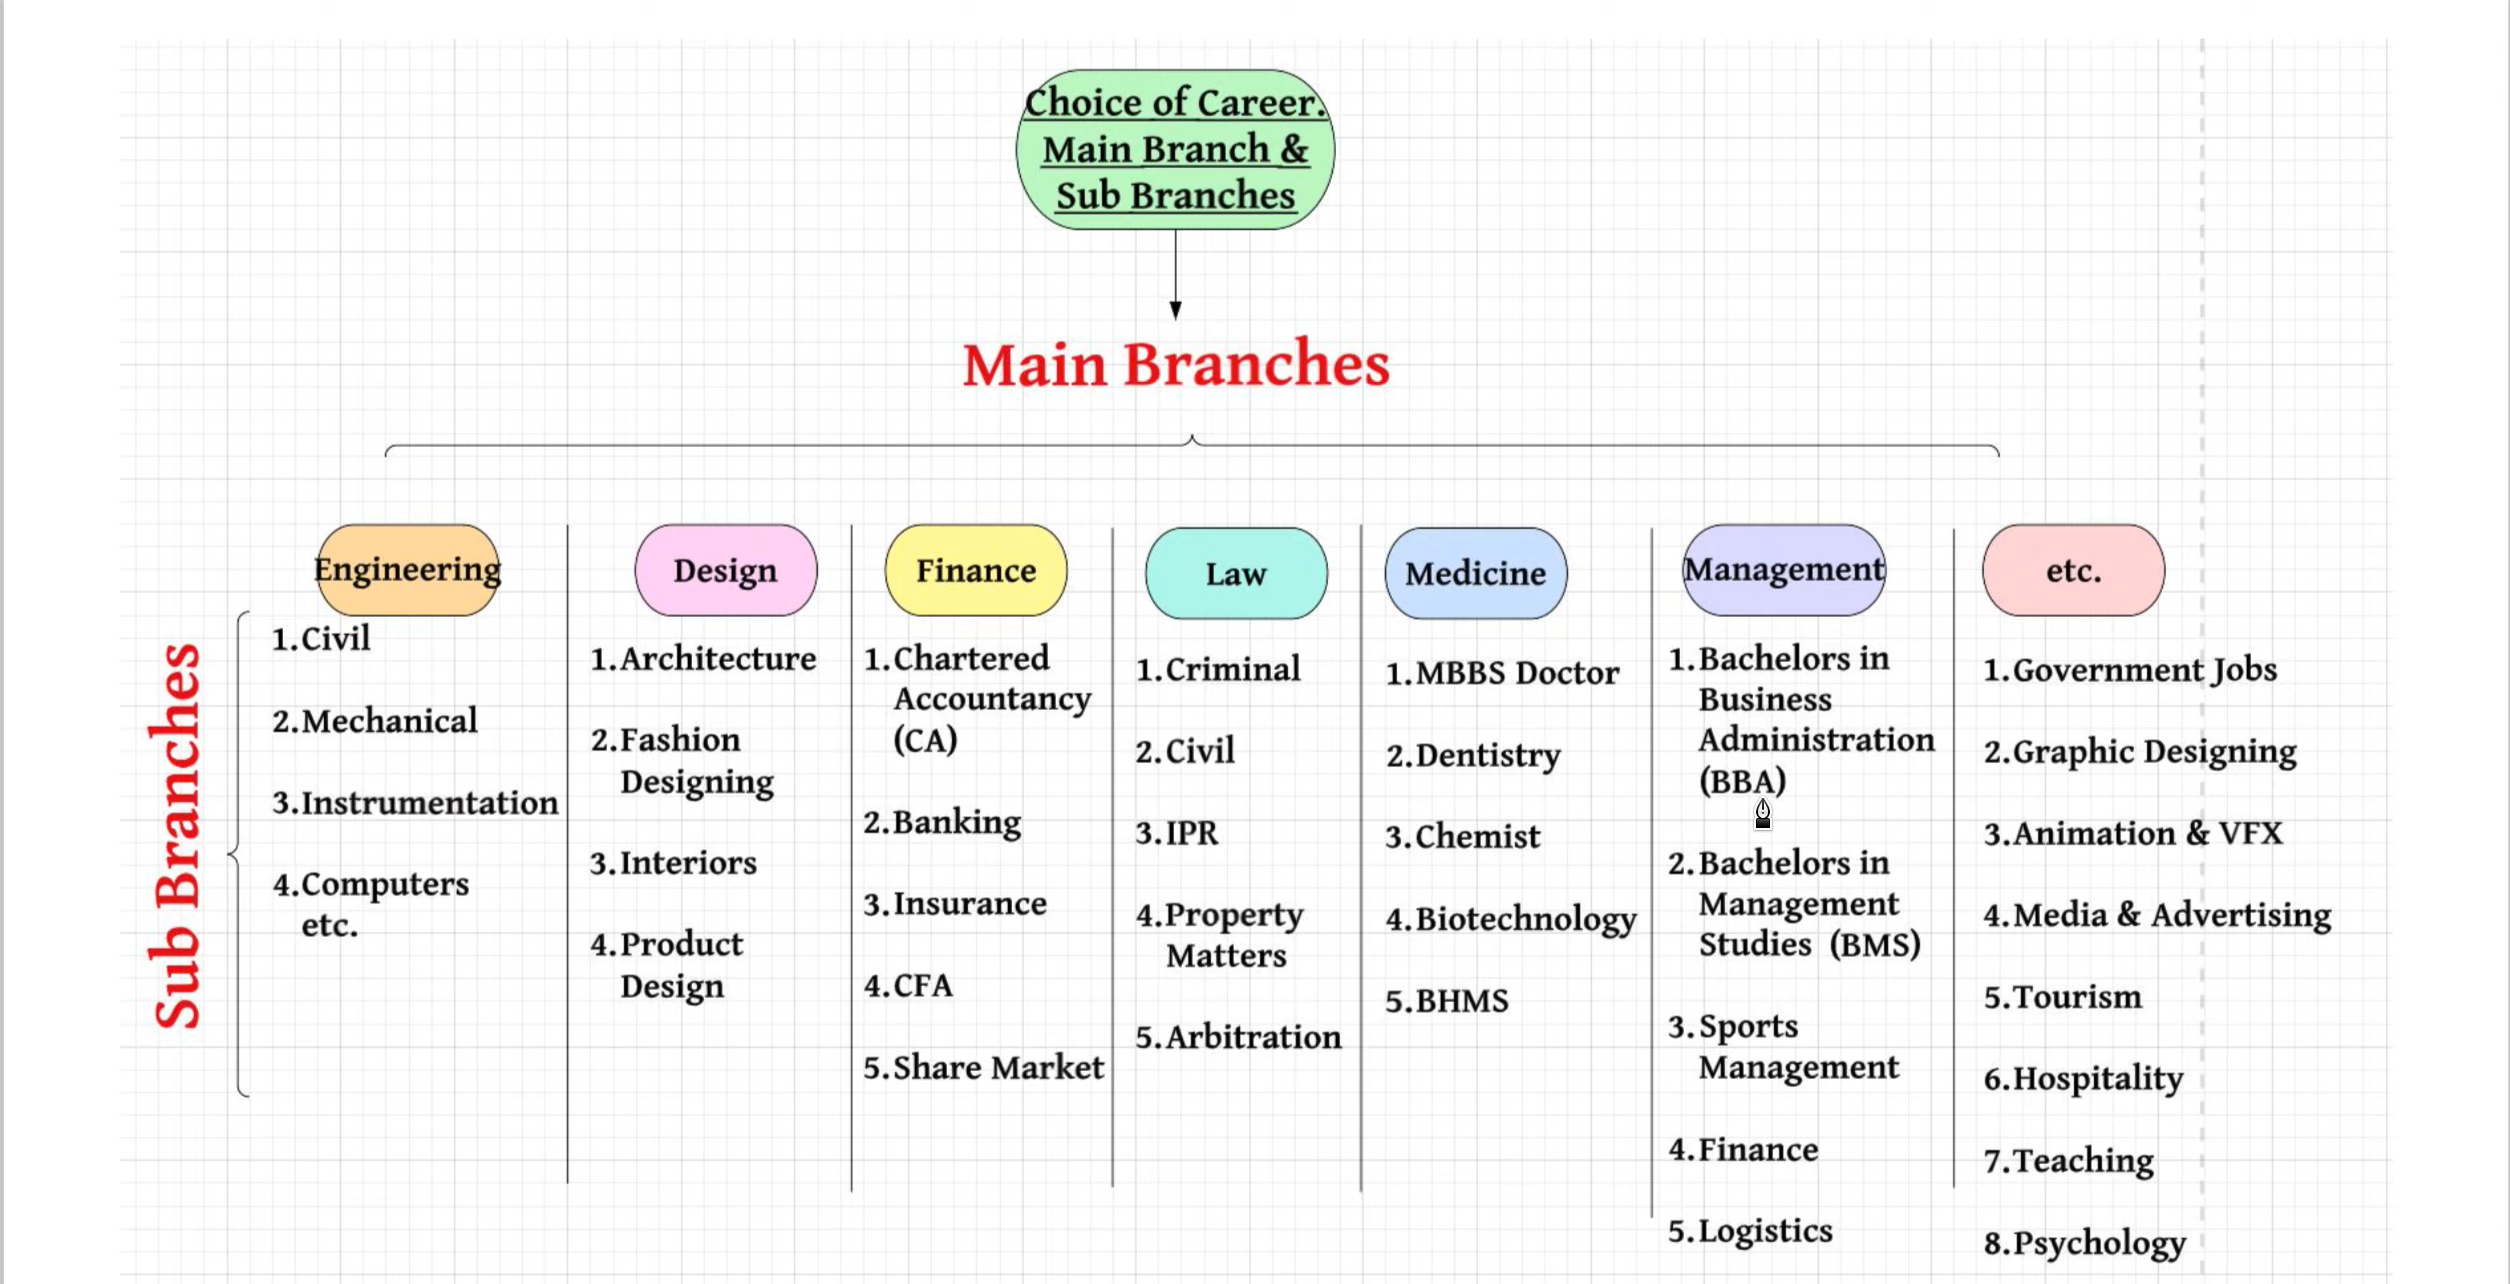 Choice of Career.
Main Branch &
Sub Branches
Main Branches
Sub Branches
Engineering
1.Civil
2.Mechanical
3.Instrumentation
4.Computers
etc.
Design
1.Architecture
2.Fashion
Designing
3.Interiors
4.Product
Design
Finance
1.Chartered
Accountancy
(CA)
2.Banking
3.Insurance
4.CFA
5.Share Market
Law
1.Criminal
2.Civil
3.IPR
4.Property
Matters
5.Arbitration
Medicine
1.MBBS Doctor
2.Dentistry
3.Chemist
4.Biotechnology
5.BHMS
Management
1.Bachelors in
Business
Administration
(BBA)
2.Bachelors in
Management
Studies (BMS)
3.Sports
Management
4.Finance
5.Logistics
etc.
1.Government Jobs
2.Graphic Designing
3.Animation & VFX
4.Media & Advertising
5.Tourism
6.Hospitality
7.Teaching
8.Psychology